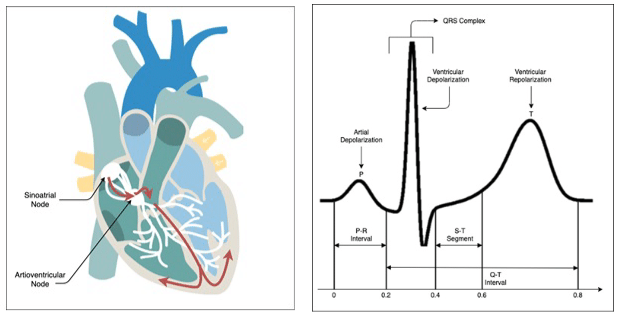 Sinoatrial
Node
Artioventricular
Node
QRS Complex
Ventricular
Depolarization
Ventricular
Repolarization
T
Artial
Depolarization
P
P-R
Interval
S-T
Segment
Q-T
Interval
0
0.2
0.4
0.6
0.8